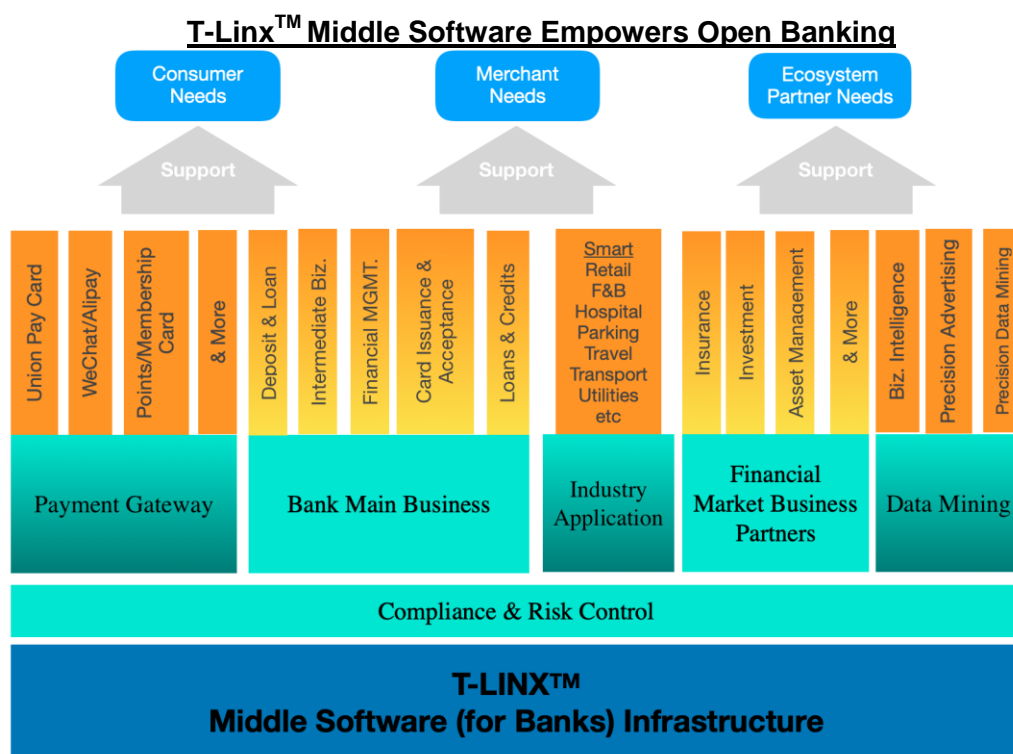 T-Linx™ Middle Software Empowers Open Banking
Consumer
Needs
Merchant
Needs
Ecosystem
Partner Needs
Support
Support
Support
Union Pay Card
WeChat/Alipay
Points/Membership
Card
& More
Deposit & Loan
Intermediate Biz.
Financial MGMT.
Card Issuance &
Acceptance
Loans & Credits
Smart
Retail
F&B
Hospital
Parking
Travel
Transport
Utilities
etc
Insurance
Investment
Asset Management
& More
Biz. Intelligence
Precision Advertising
Precision Data Mining
Payment Gateway
Bank Main Business
Industry
Application
Financial
Market Business
Partners
Data Mining
Compliance & Risk Control
T-LINX™
Middle Software (for Banks) Infrastructure